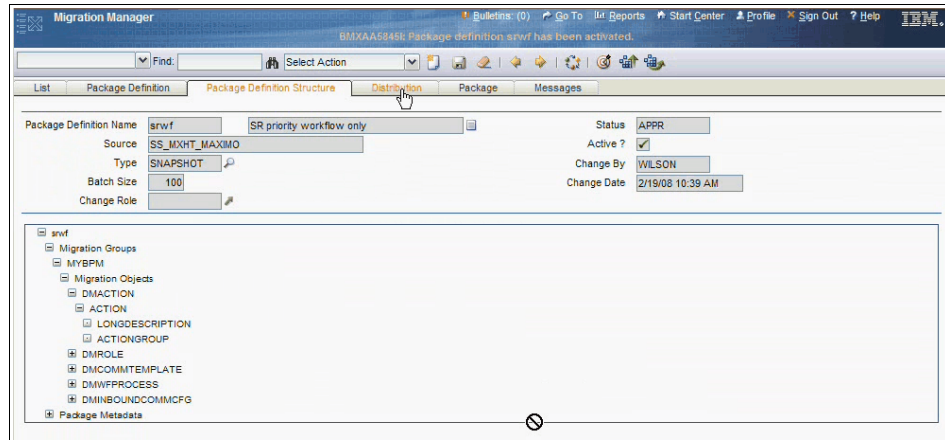 Migration Manager
Bulletins: (0) Go To Reports Start Center Profile Sign Out ? Help IBM.
BMXAA5845I: Package definition srwf has been activated.
Find: Select Action
List Package Definition Package Definition Structure Distribution Package Messages
Package Definition Name srwf SR priority workflow only Status APPR
Source SS_MXHT_MAXIMO Active ?
Type SNAPSHOT Change By WILSON
Batch Size 100 Change Date 2/19/08 10:39 AM
Change Role
srwf
Migration Groups
MYBPM
Migration Objects
DMACTION
ACTION
LONGDESCRIPTION
ACTIONGROUP
DMROLE
DMCOMMTEMPLATE
DMWFPROCESS
DMINBOUNDCOMMCFG
Package Metadata